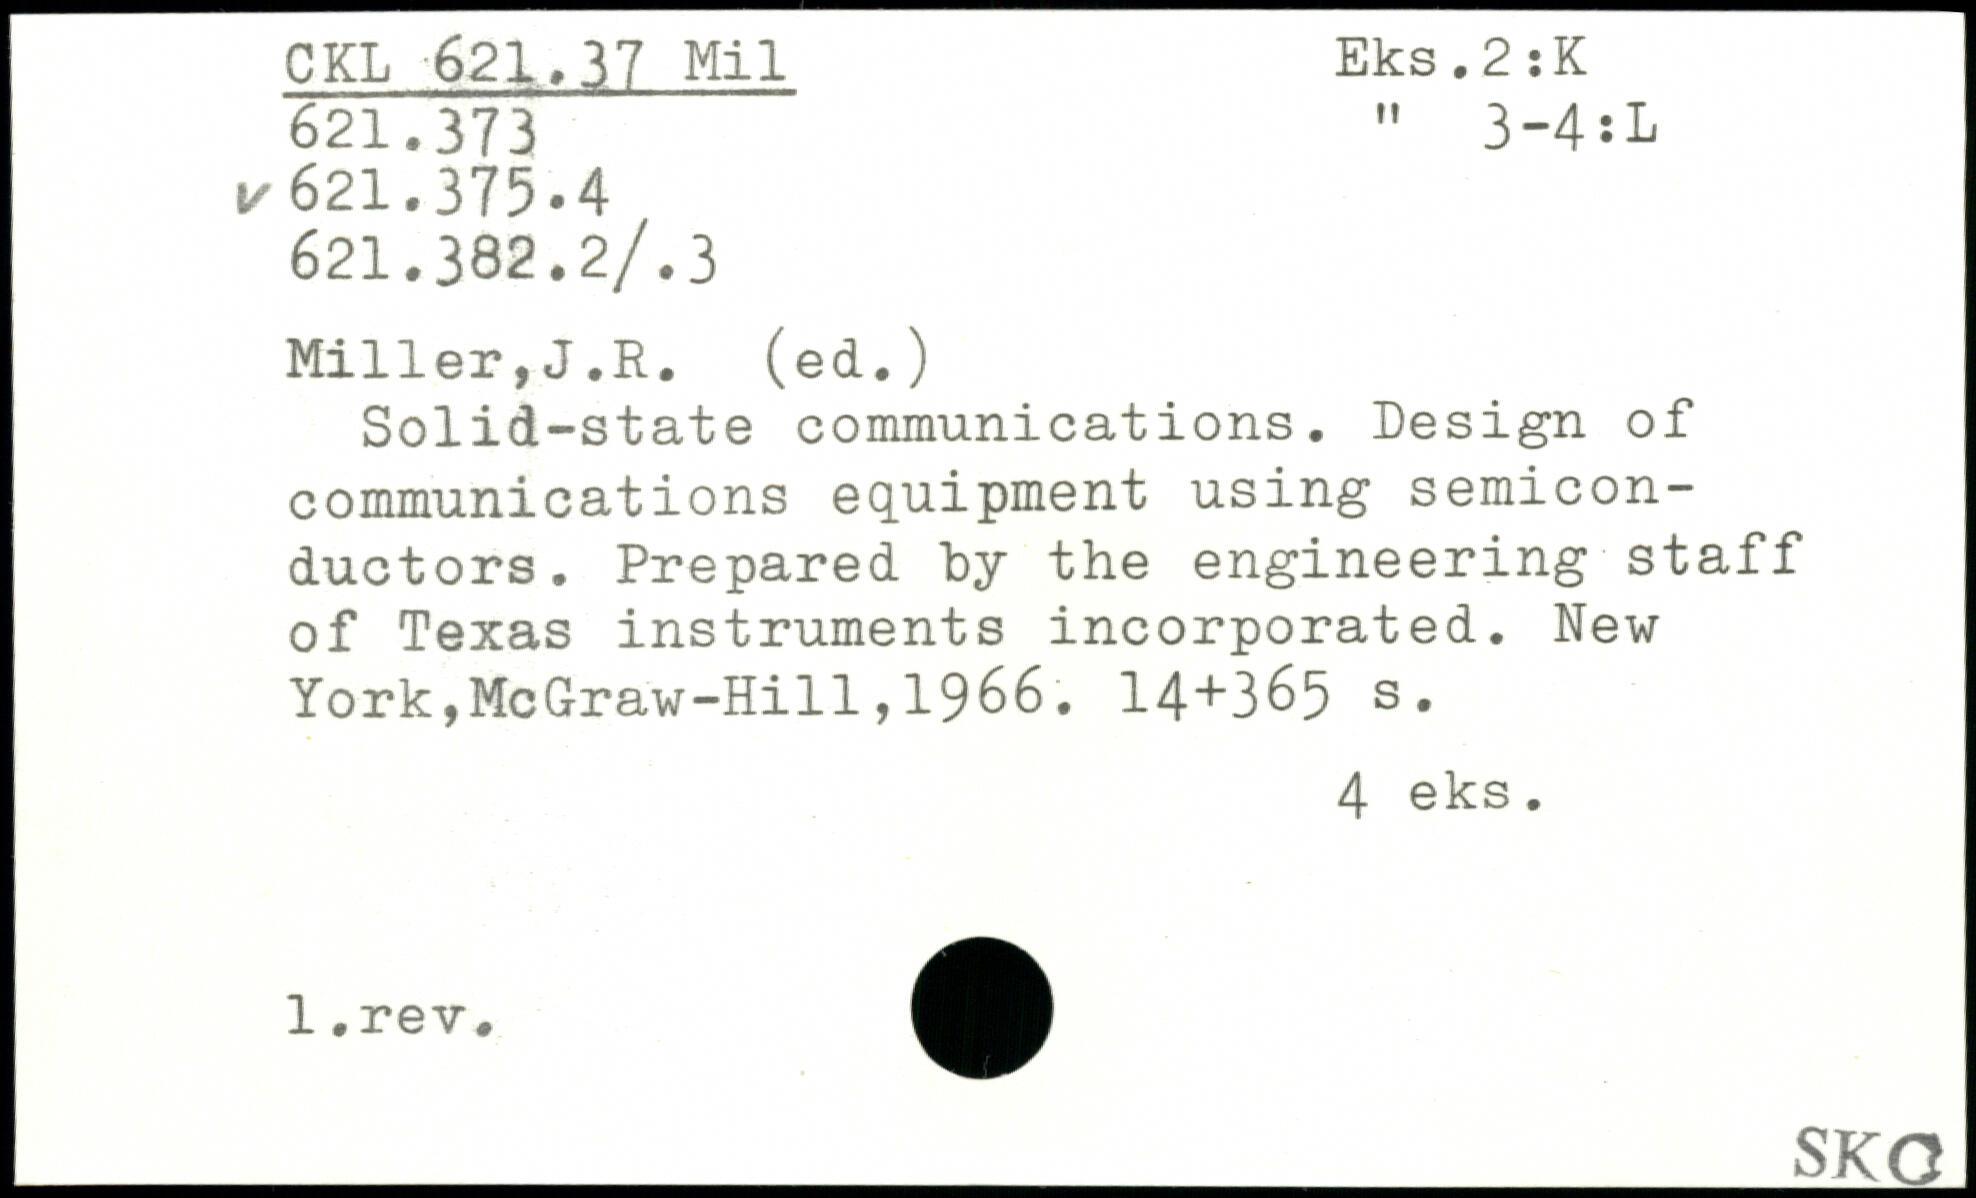 CKL 621.37 Mil
Eks.2:K
621.373
" 3-4:L
v 621.375.4
621.382.2/.3
Miller,J.R. (ed.)
Solid-state communications. Design of
communications equipment using semicon-
ductors. Prepared by the engineering staff
of Texas instruments incorporated. New
York,McGraw-Hill,1966. 14+365 s.
4 eks.
1.rev.